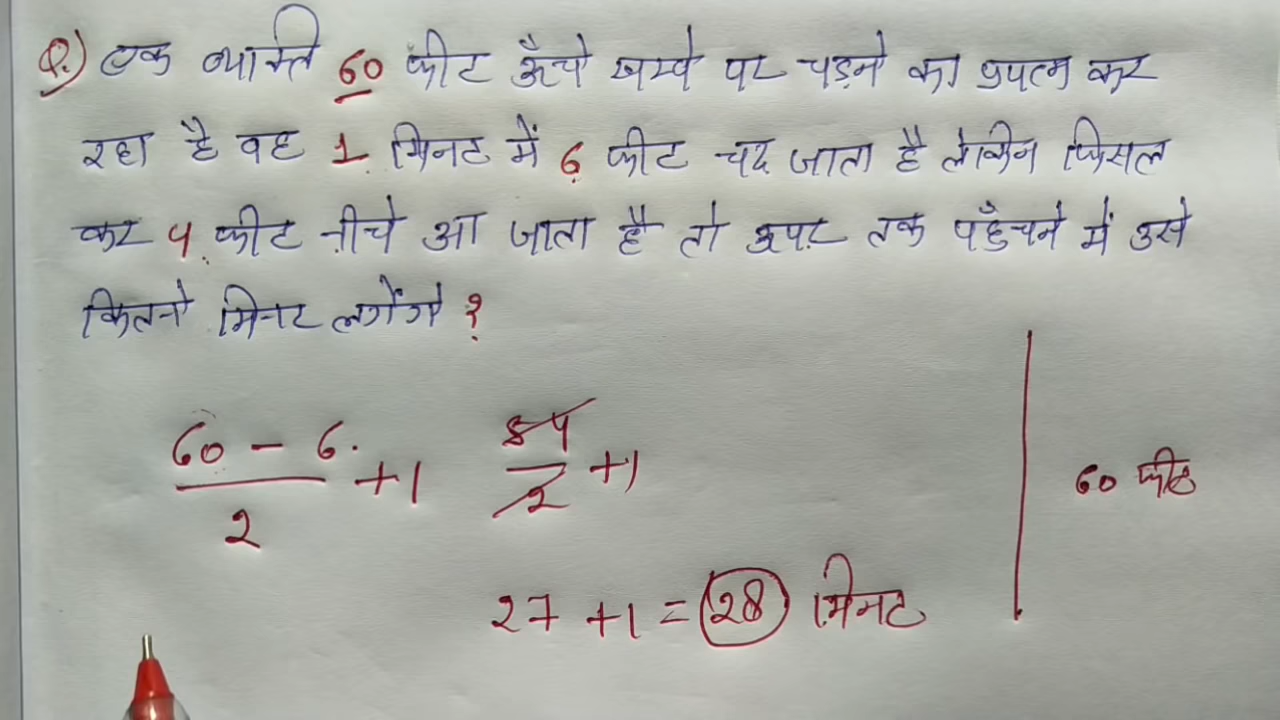 Q.) एक व्यक्ति 60 फीट ऊँचे खम्बे पर चढ़ने का प्रयत्न कर
रहा है वह 1 मिनट में 6 फीट चढ़ जाता है लेकिन फिसल
कर 4 फीट नीचे आ जाता है तो ऊपर तक पहुँचने में उसे
कितने मिनट लगेंगे ?
60 - 6 / 2 + 1    54 / 2 + 1
60 फीट
27 + 1 = 28 मिनट